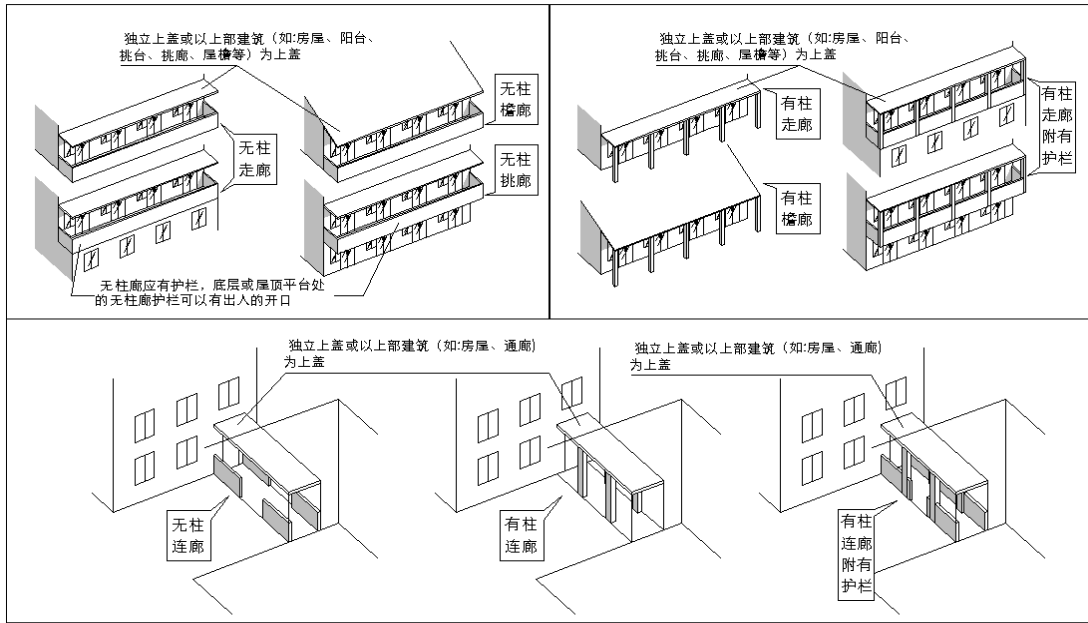 独立上盖或以上部建筑（如:房屋、阳台、
挑台、挑廊、屋檐等）为上盖
无柱
檐廊
无柱
走廊
无柱
挑廊
无柱廊应有护栏，底层或屋顶平台处
的无柱廊护栏可以有出人的开口
独立上盖或以上部建筑（如:房屋、阳台、
挑台、挑廊、屋檐等）为上盖
有柱
走廊
有柱
走廊
附有
护栏
有柱
檐廊
独立上盖或以上部建筑（如:房屋、通廊)
为上盖
独立上盖或以上部建筑（如:房屋、通廊)
为上盖
无柱
连廊
有柱
连廊
有柱
连廊
附有
护栏